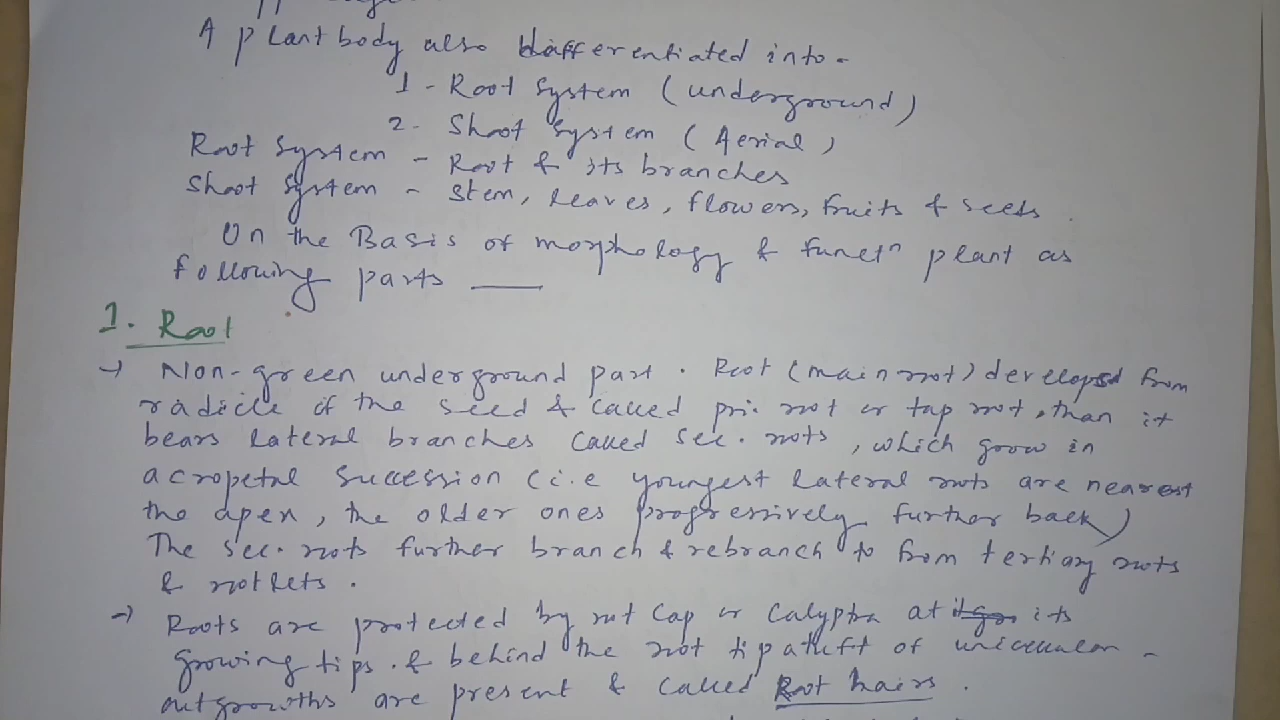 A plant body also differentiated into -
1 - Root System (underground)
2. Shoot System (Aerial)
Root System - Root & its branches
Shoot System - Stem, leaves, flowers, fruits & seeds.
On the Basis of morphology & functn plant as
following parts ——
1. Root
→ Non-green underground part. Root (main root) developed from
radicle of the seed & called pri. root or tap root, than it
bears lateral branches called sec. roots, which grow in
acropetal succession (i.e youngest lateral roots are nearest
the apex, the older ones progressively further back)
The sec. roots further branch & rebranch to from tertiary roots
& rootlets.
→ Roots are protected by root cap or Calyptra at its
growing tips. & behind the root tip a tuft of unicellular -
outgrowths are present & called Root hairs.